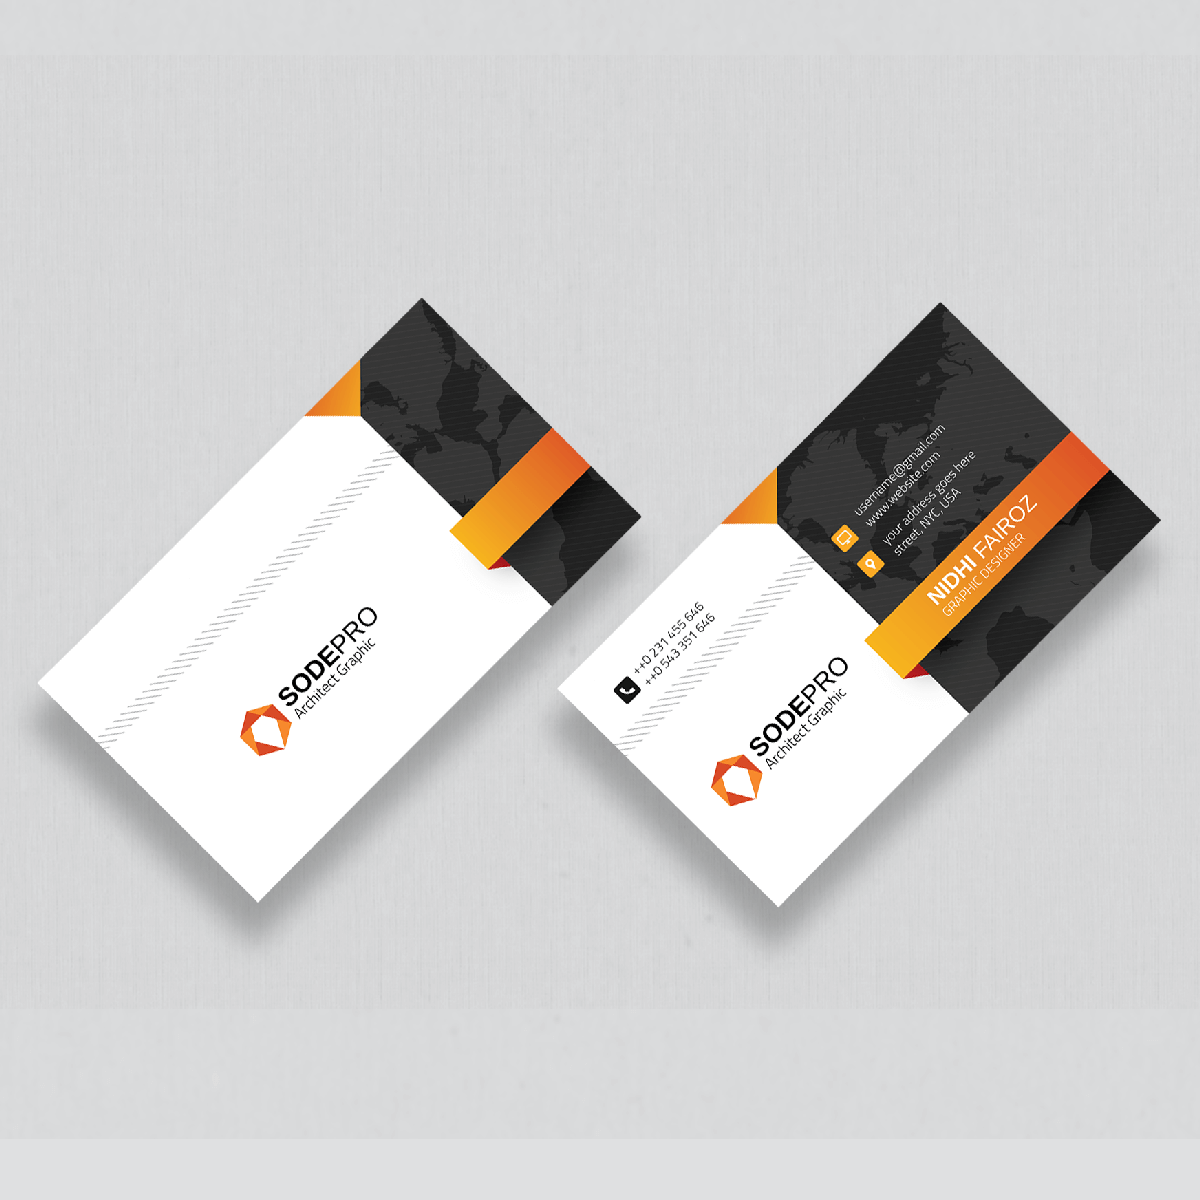 SODEPRO
Architect Graphic
username@gmail.com
www.website.com
your address goes here
street, NYC, USA
NIDHI FAIROZ
GRAPHIC DESIGNER
++0 231 455 646
++0 543 351 646
SODEPRO
Architect Graphic